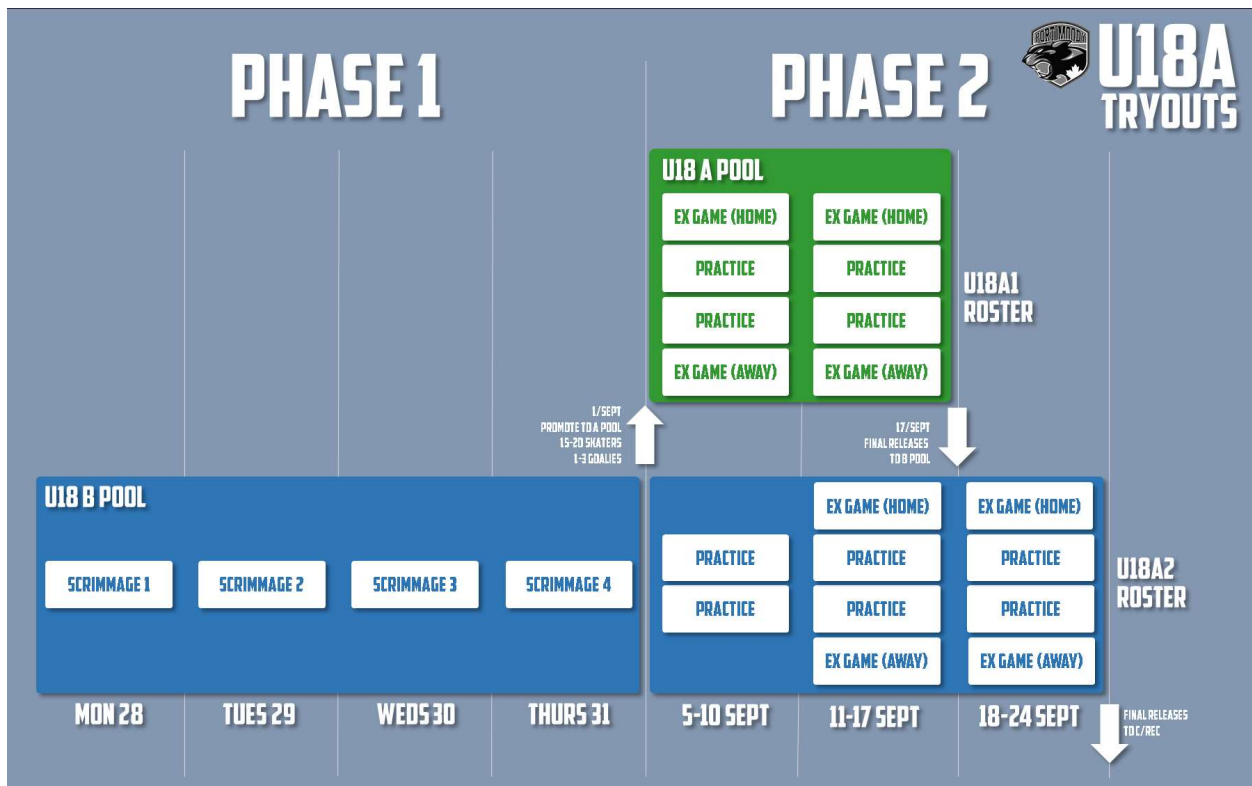 PHASE 1
PHASE 2
PORT MOODY
U18A
TRYOUTS
U18 A POOL
EX GAME (HOME)
EX GAME (HOME)
PRACTICE
PRACTICE
PRACTICE
PRACTICE
EX GAME (AWAY)
EX GAME (AWAY)
U18A1
ROSTER
1/SEPT
PROMOTE TO A POOL
15-20 SKATERS
1-3 GOALIES
17/SEPT
FINAL RELEASES
TO B POOL
U18 B POOL
SCRIMMAGE 1
SCRIMMAGE 2
SCRIMMAGE 3
SCRIMMAGE 4
EX GAME (HOME)
EX GAME (HOME)
PRACTICE
PRACTICE
PRACTICE
PRACTICE
PRACTICE
PRACTICE
EX GAME (AWAY)
EX GAME (AWAY)
U18A2
ROSTER
MON 28
TUES 29
WEDS 30
THURS 31
5-10 SEPT
11-17 SEPT
18-24 SEPT
FINAL RELEASES
TO C/REC